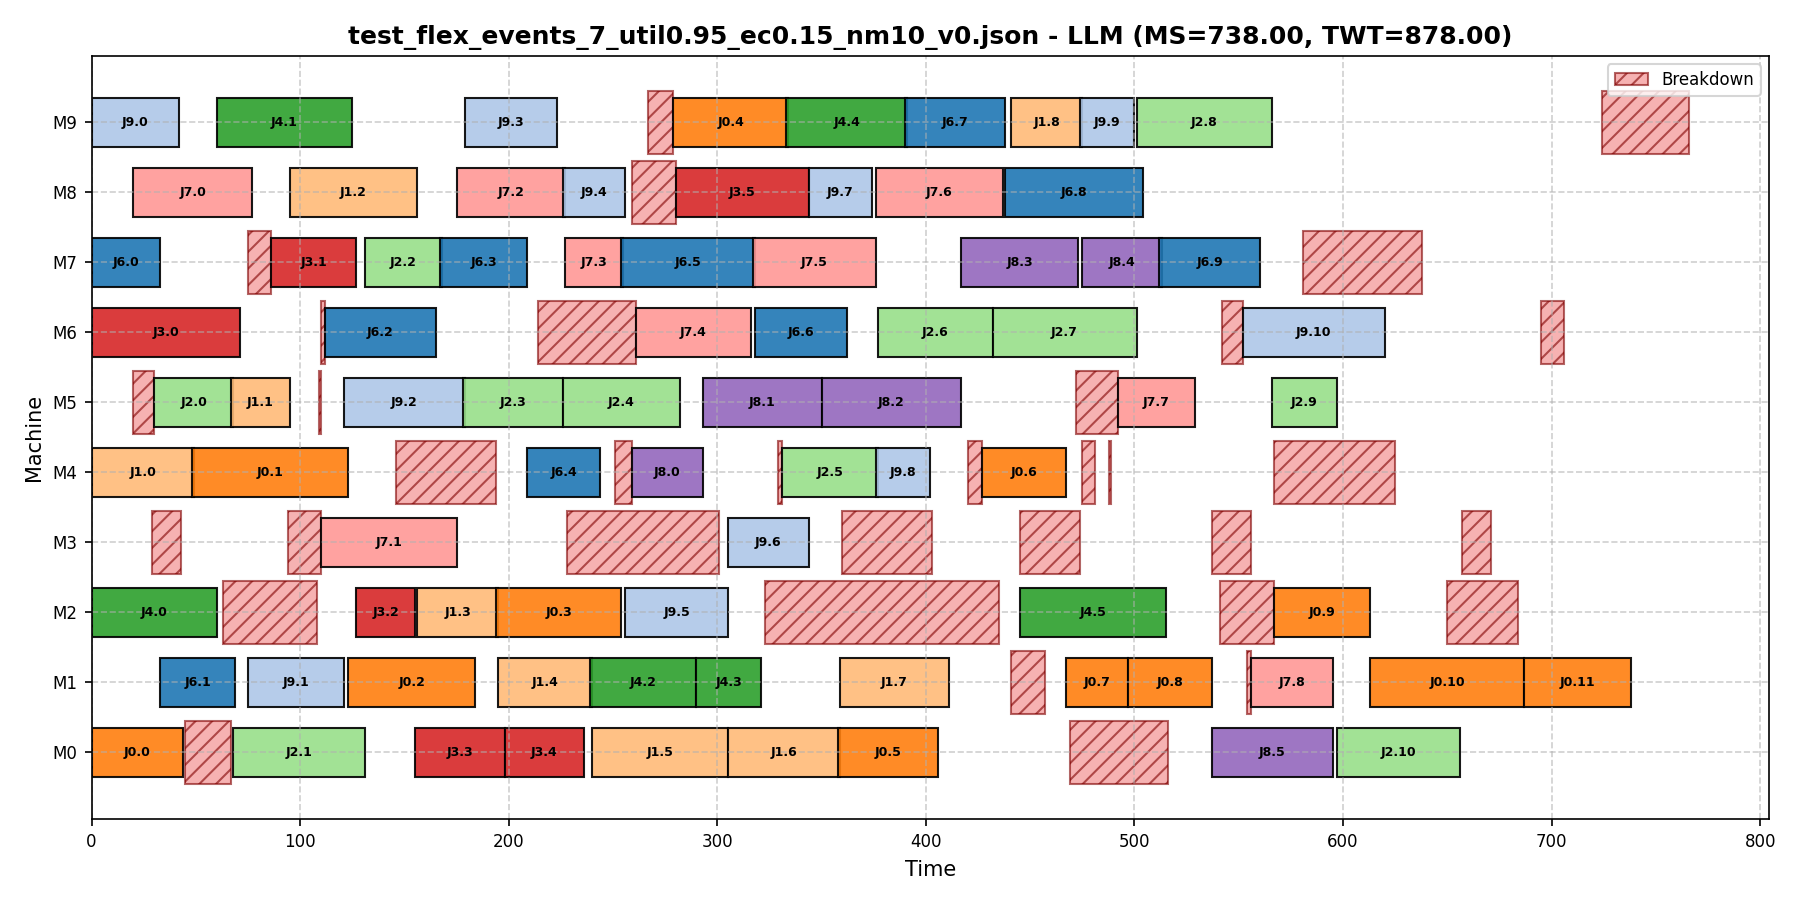 test_flex_events_7_util0.95_ec0.15_nm10_v0.json - LLM (MS=738.00, TWT=878.00)
Breakdown
M9 J9.0 J4.1 J9.3 J0.4 J4.4 J6.7 J1.8 J9.9 J2.8
M8 J7.0 J1.2 J7.2 J9.4 J3.5 J9.7 J7.6 J6.8
M7 J6.0 J3.1 J2.2 J6.3 J7.3 J6.5 J7.5 J8.3 J8.4 J6.9
M6 J3.0 J6.2 J7.4 J6.6 J2.6 J2.7 J9.10
M5 J2.0 J1.1 J9.2 J2.3 J2.4 J8.1 J8.2 J7.7 J2.9
M4 J1.0 J0.1 J6.4 J8.0 J2.5 J9.8 J0.6
M3 J7.1 J9.6
M2 J4.0 J3.2 J1.3 J0.3 J9.5 J4.5 J0.9
M1 J6.1 J9.1 J0.2 J1.4 J4.2 J4.3 J1.7 J0.7 J0.8 J7.8 J0.10 J0.11
M0 J0.0 J2.1 J3.3 J3.4 J1.5 J1.6 J0.5 J8.5 J2.10
Machine
0 100 200 300 400 500 600 700 800
Time